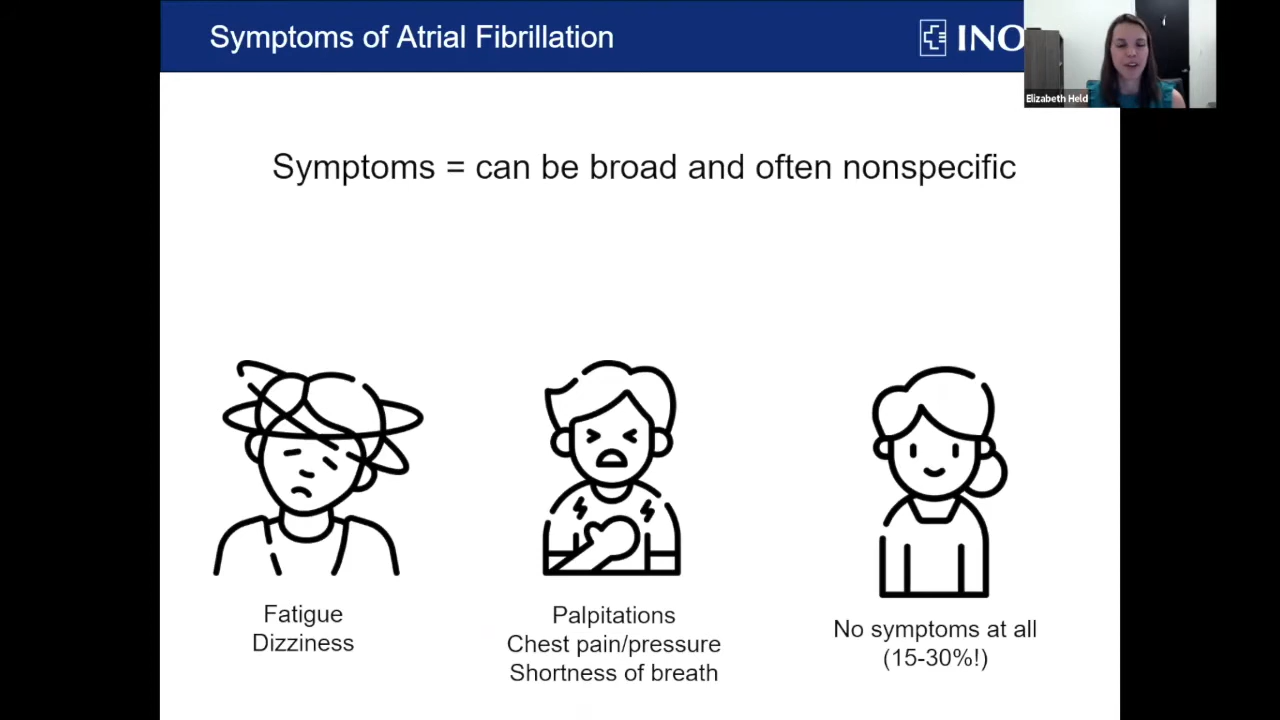 Symptoms of Atrial Fibrillation
INO
Elizabeth Held
Symptoms = can be broad and often nonspecific
Fatigue
Dizziness
Palpitations
Chest pain/pressure
Shortness of breath
No symptoms at all
(15-30%!)